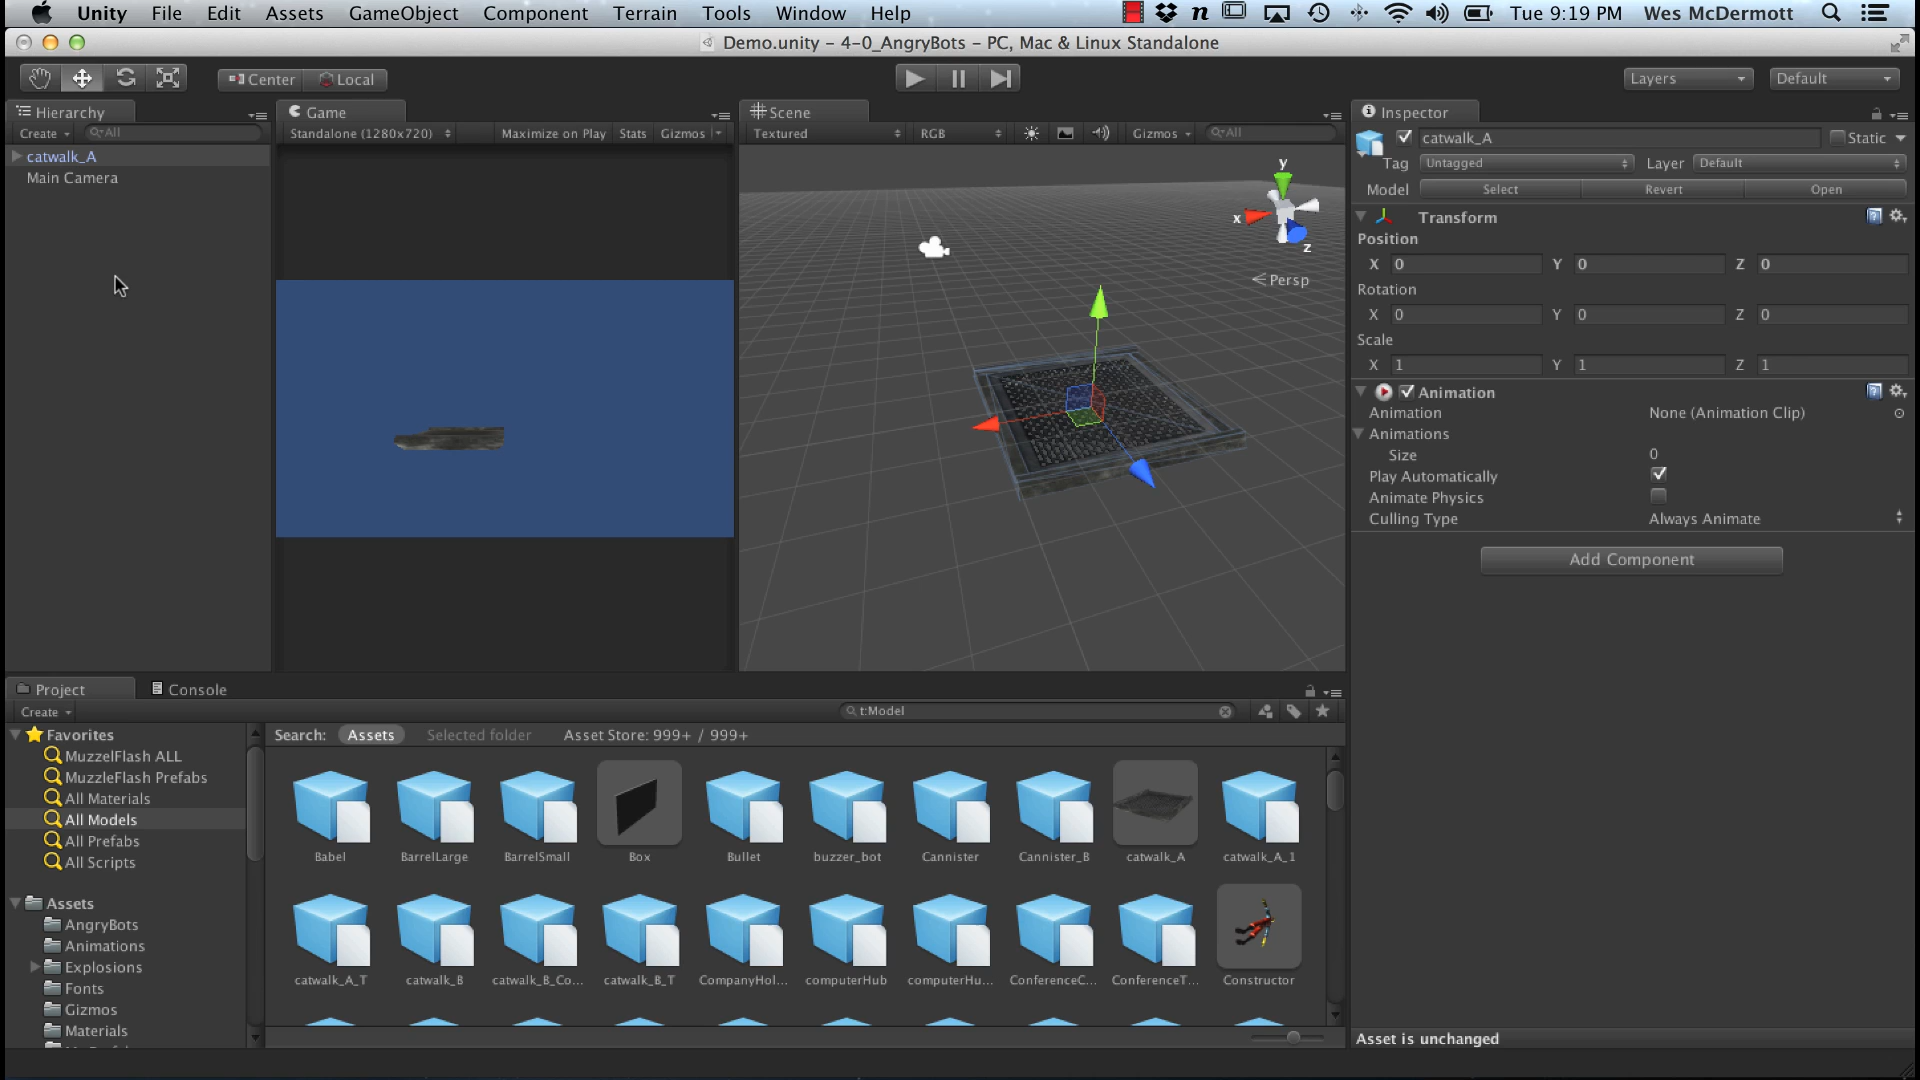 Unity File Edit Assets GameObject Component Terrain Tools Window Help
Tue 9:19 PM Wes McDermott
Demo.unity – 4-0_AngryBots – PC, Mac & Linux Standalone
Center Local
Layers Default
Hierarchy
Create All
catwalk_A
Main Camera
Game
Standalone (1280x720) Maximize on Play Stats Gizmos
Scene
Textured RGB Gizmos All
y
x
z
Persp
Inspector
catwalk_A Static
Tag Untagged Layer Default
Model Select Revert Open
Transform
Position
X 0 Y 0 Z 0
Rotation
X 0 Y 0 Z 0
Scale
X 1 Y 1 Z 1
Animation
Animation None (Animation Clip)
Animations
Size 0
Play Automatically
Animate Physics
Culling Type Always Animate
Add Component
Project Console
Create t:Model
Favorites
MuzzelFlash ALL
MuzzleFlash Prefabs
All Materials
All Models
All Prefabs
All Scripts
Assets
AngryBots
Animations
Explosions
Fonts
Gizmos
Materials
Search: Assets Selected folder Asset Store: 999+ / 999+
Babel BarrelLarge BarrelSmall Box Bullet buzzer_bot Cannister Cannister_B catwalk_A catwalk_A_1
catwalk_A_T catwalk_B catwalk_B_Co... catwalk_B_T CompanyHol... computerHub computerHu... ConferenceC... ConferenceT... Constructor
Asset is unchanged